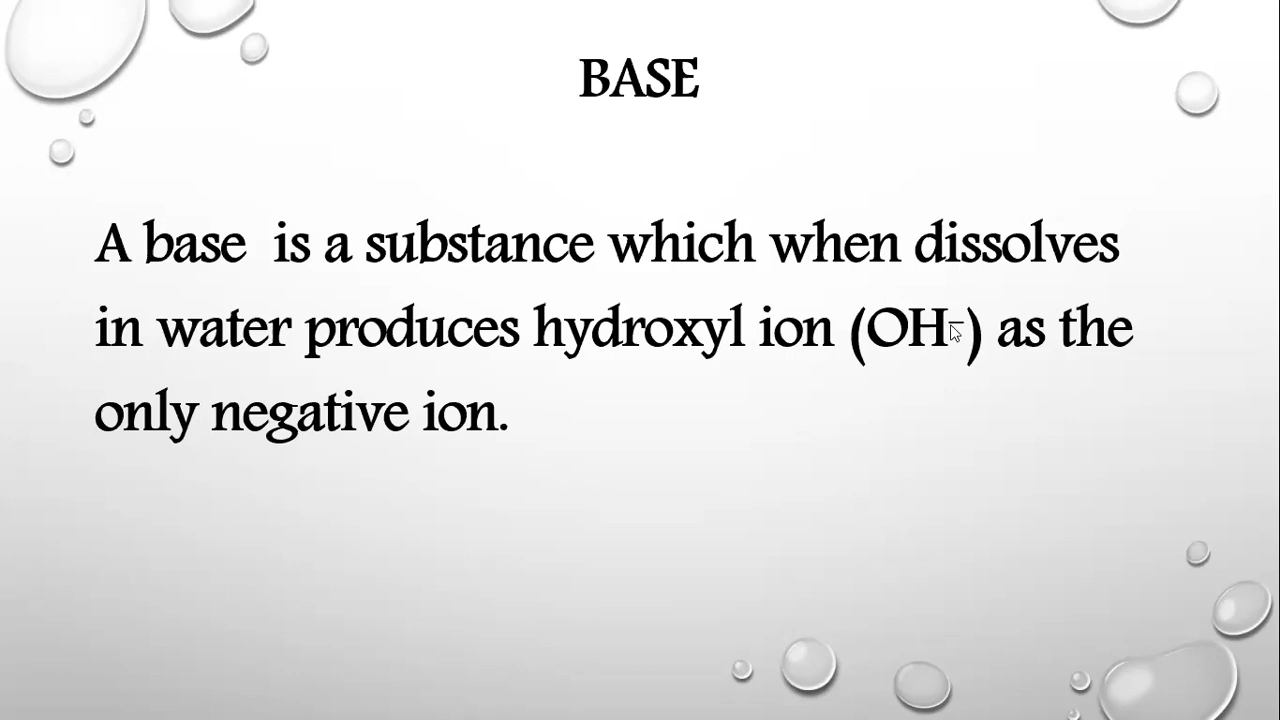 BASE
A base is a substance which when dissolves
in water produces hydroxyl ion (OH⁻) as the
only negative ion.